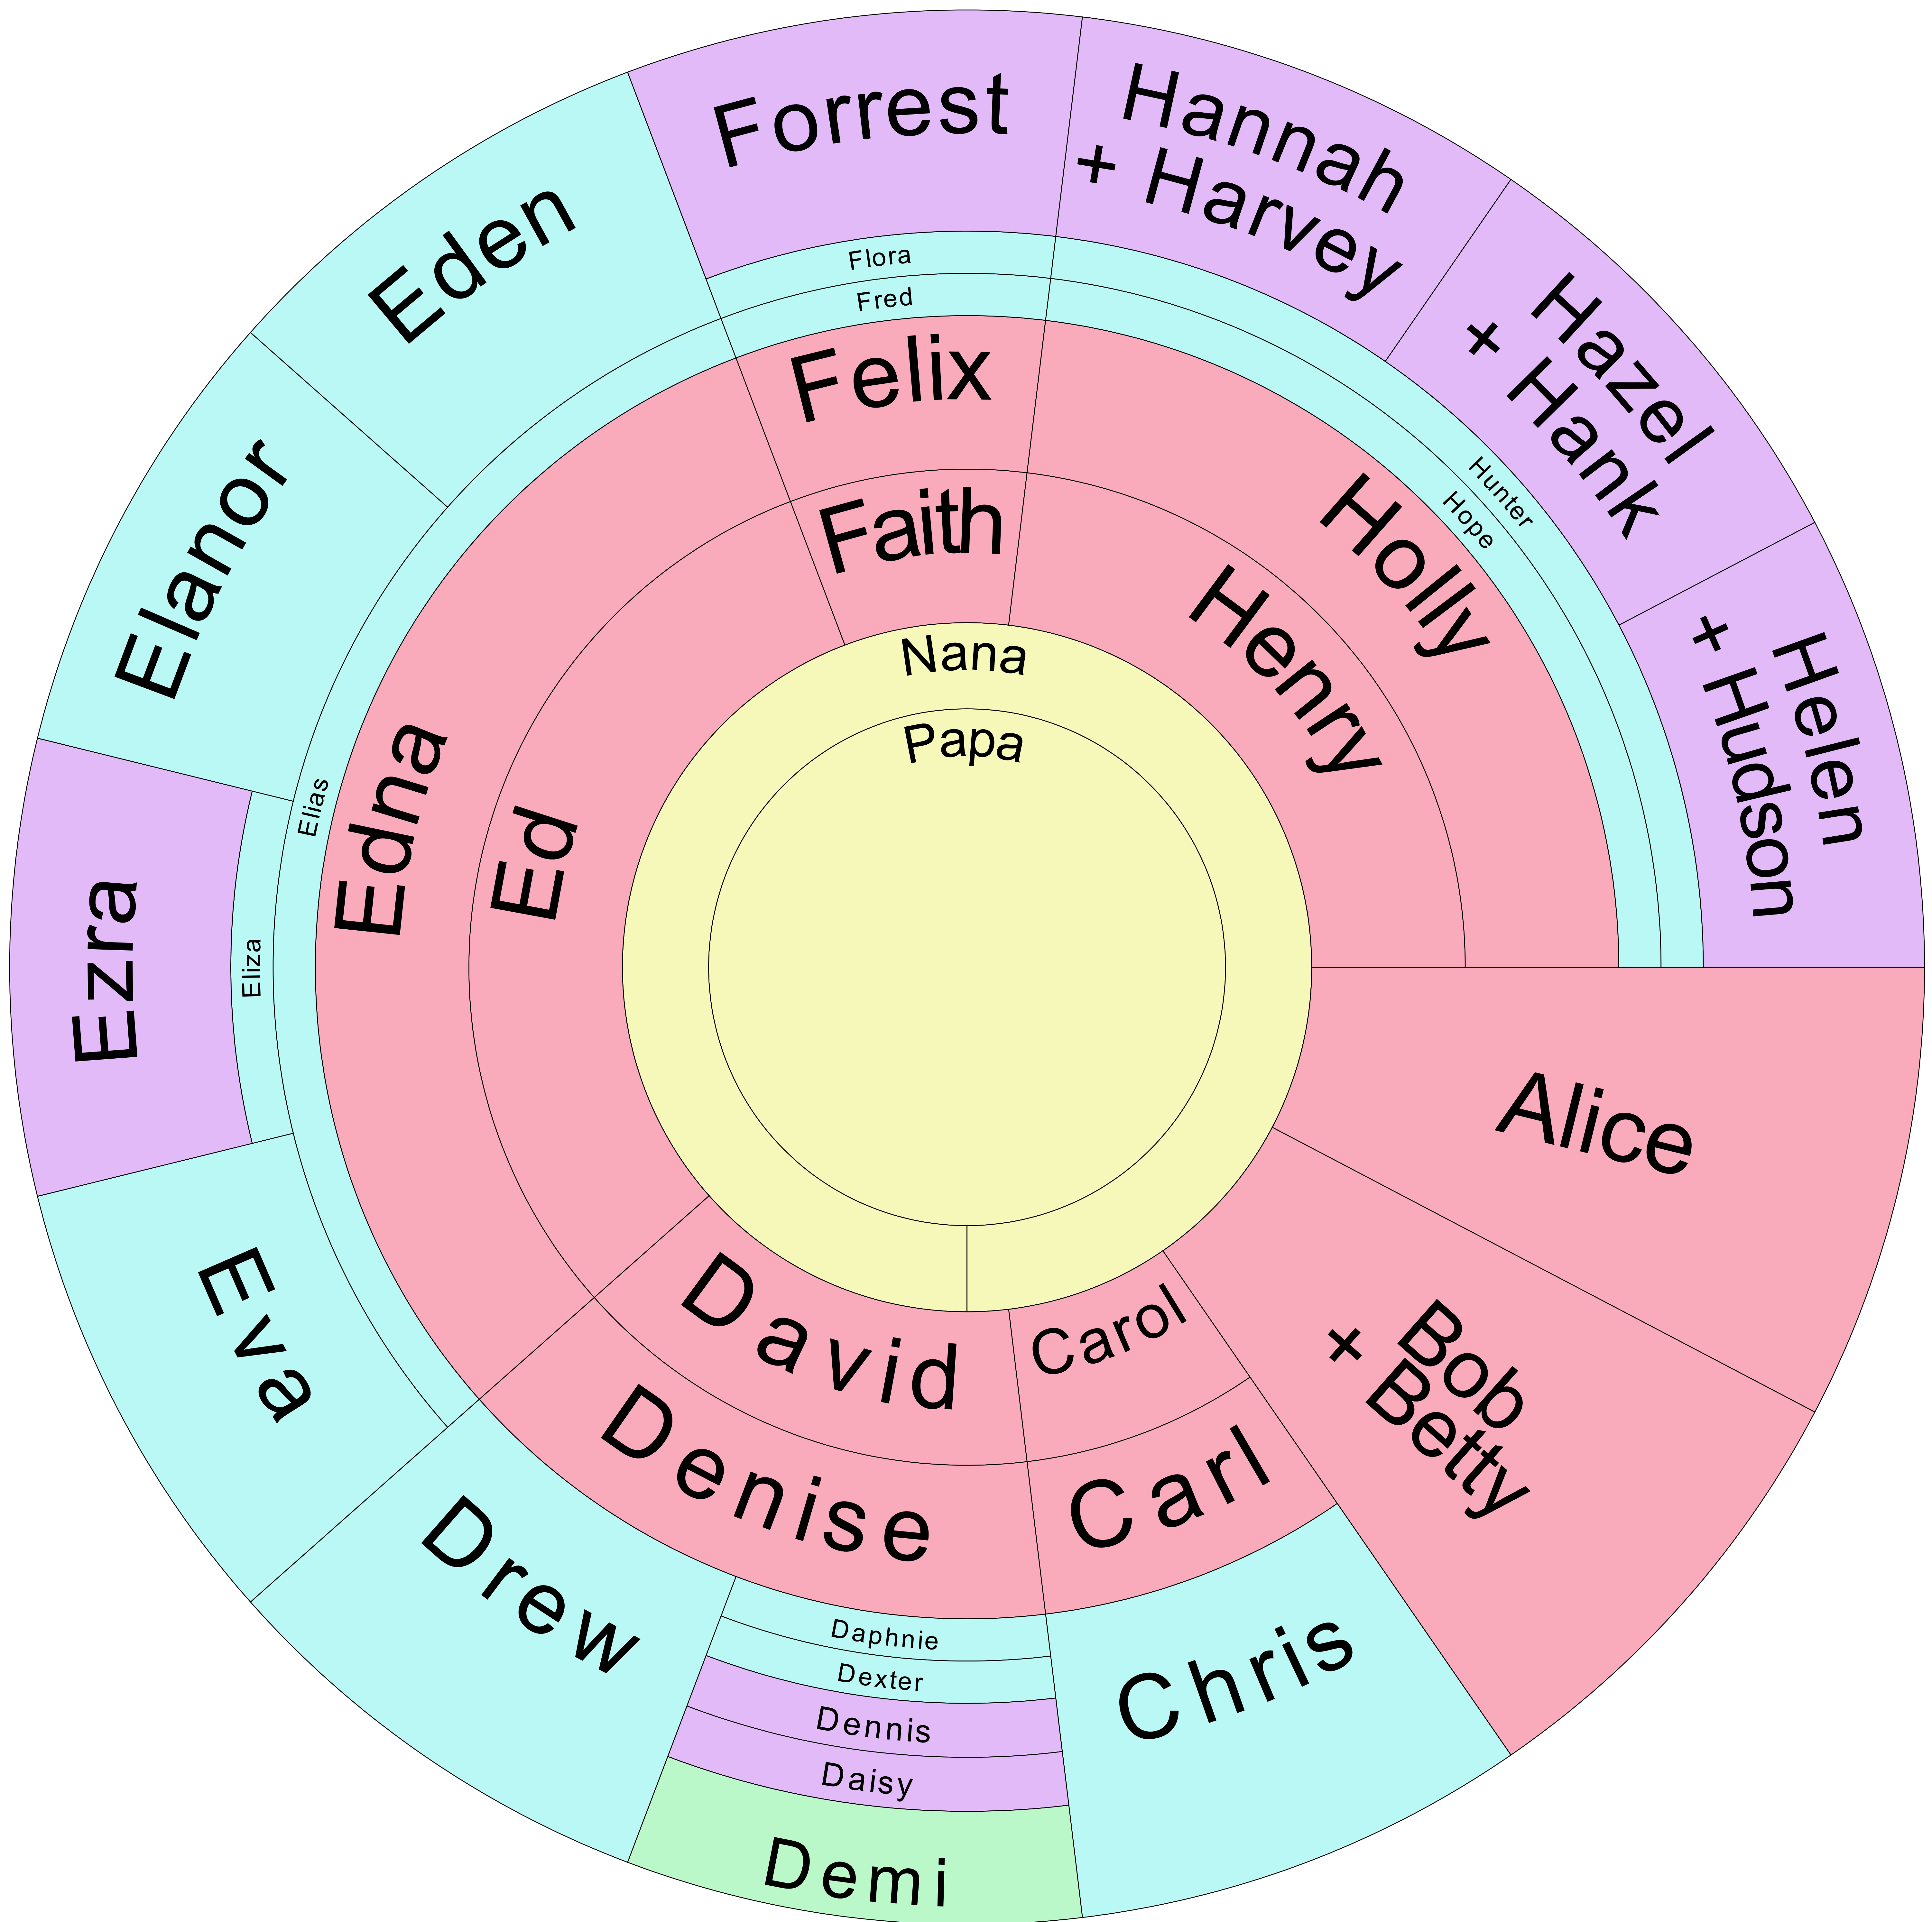 Forrest
Hannah
+ Harvey
Flora
Fred
Eden
Hazel
+ Hank
Felix
Hunter
Hope
Holly
Elanor
Faith
Henry
Helen
+ Hudson
Nana
Papa
Elias
Edna
Ed
Ezra
Eliza
Alice
Eva
David
Carol
Bob
+ Betty
Denise
Carl
Drew
Daphnie
Dexter
Dennis
Daisy
Chris
Demi